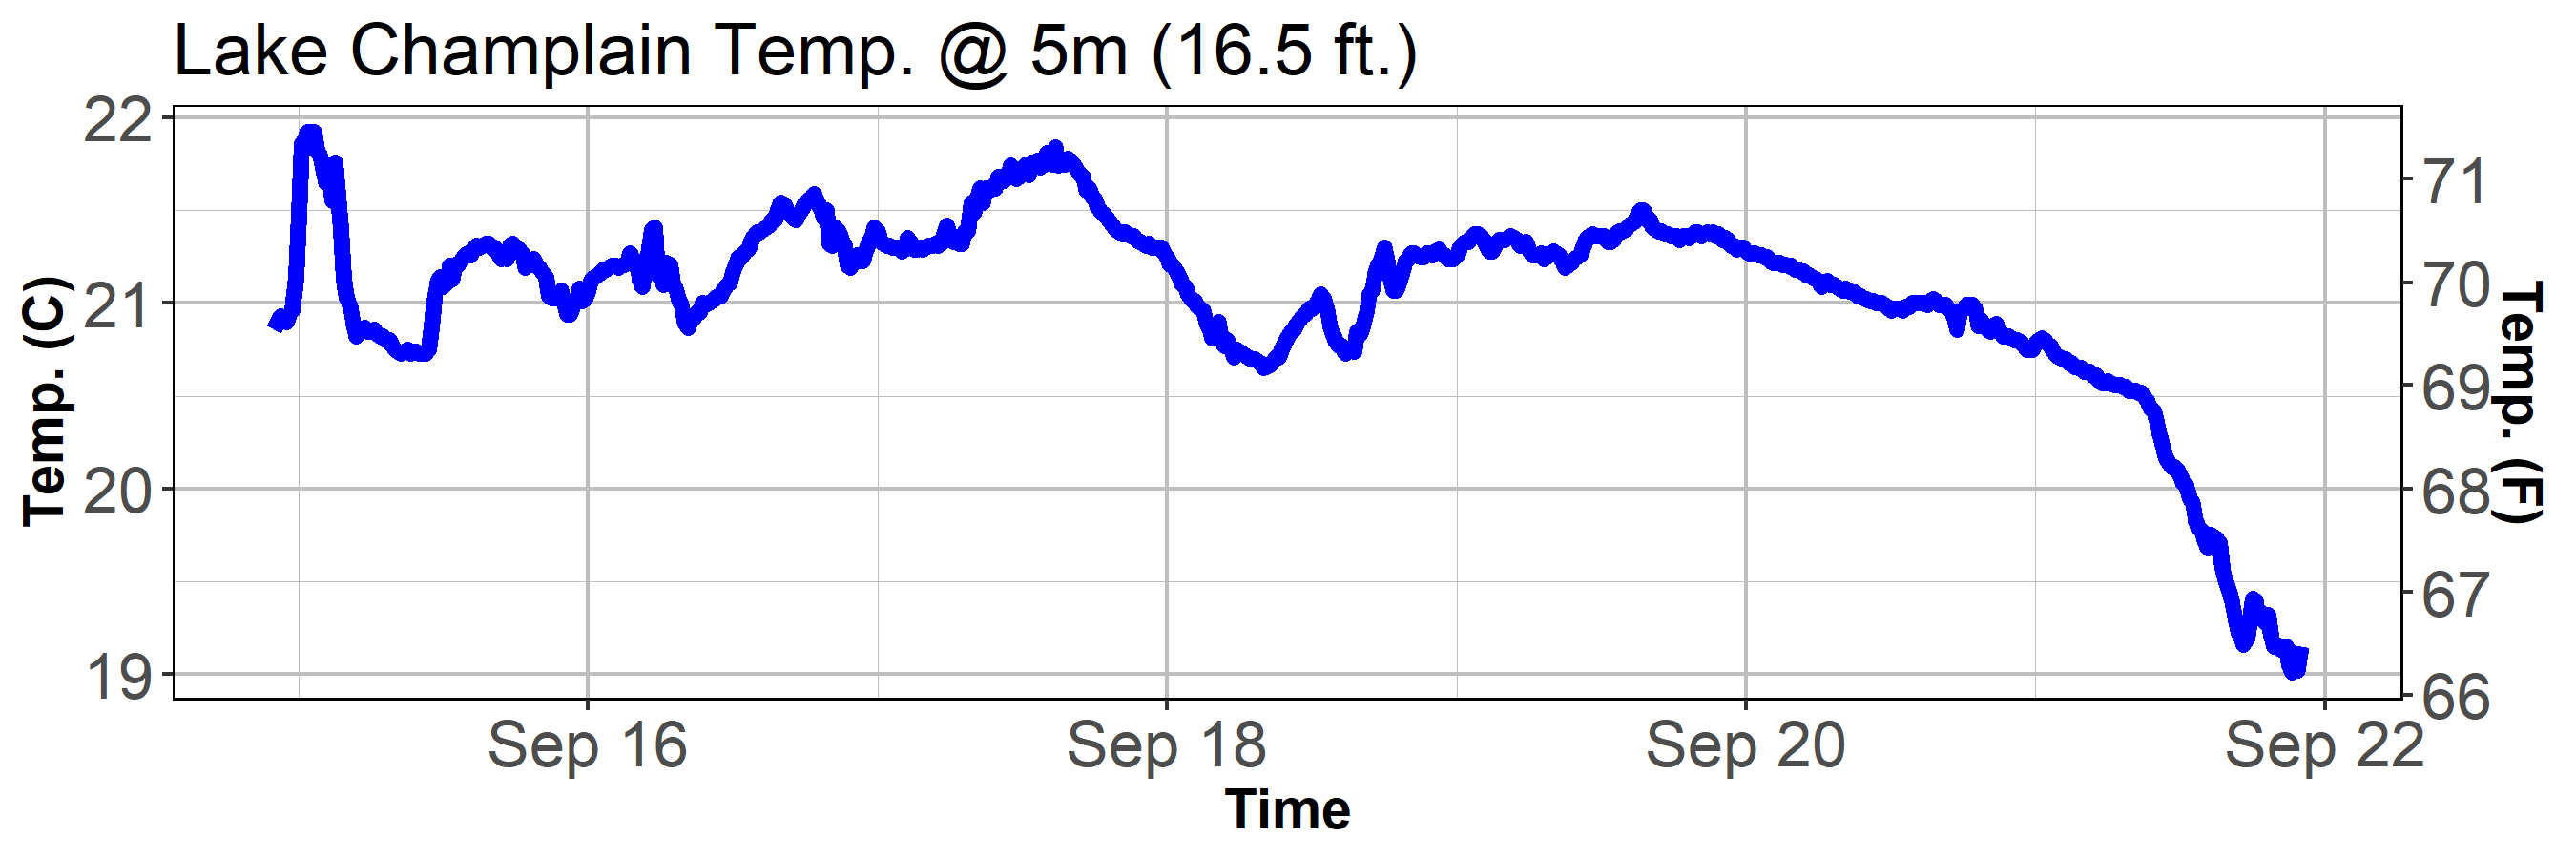 Lake Champlain Temp. @ 5m (16.5 ft.)
Temp. (C)
22
21
20
19
71
70
69
68
67
66
Temp. (F)
Sep 16 Sep 18 Sep 20 Sep 22
Time